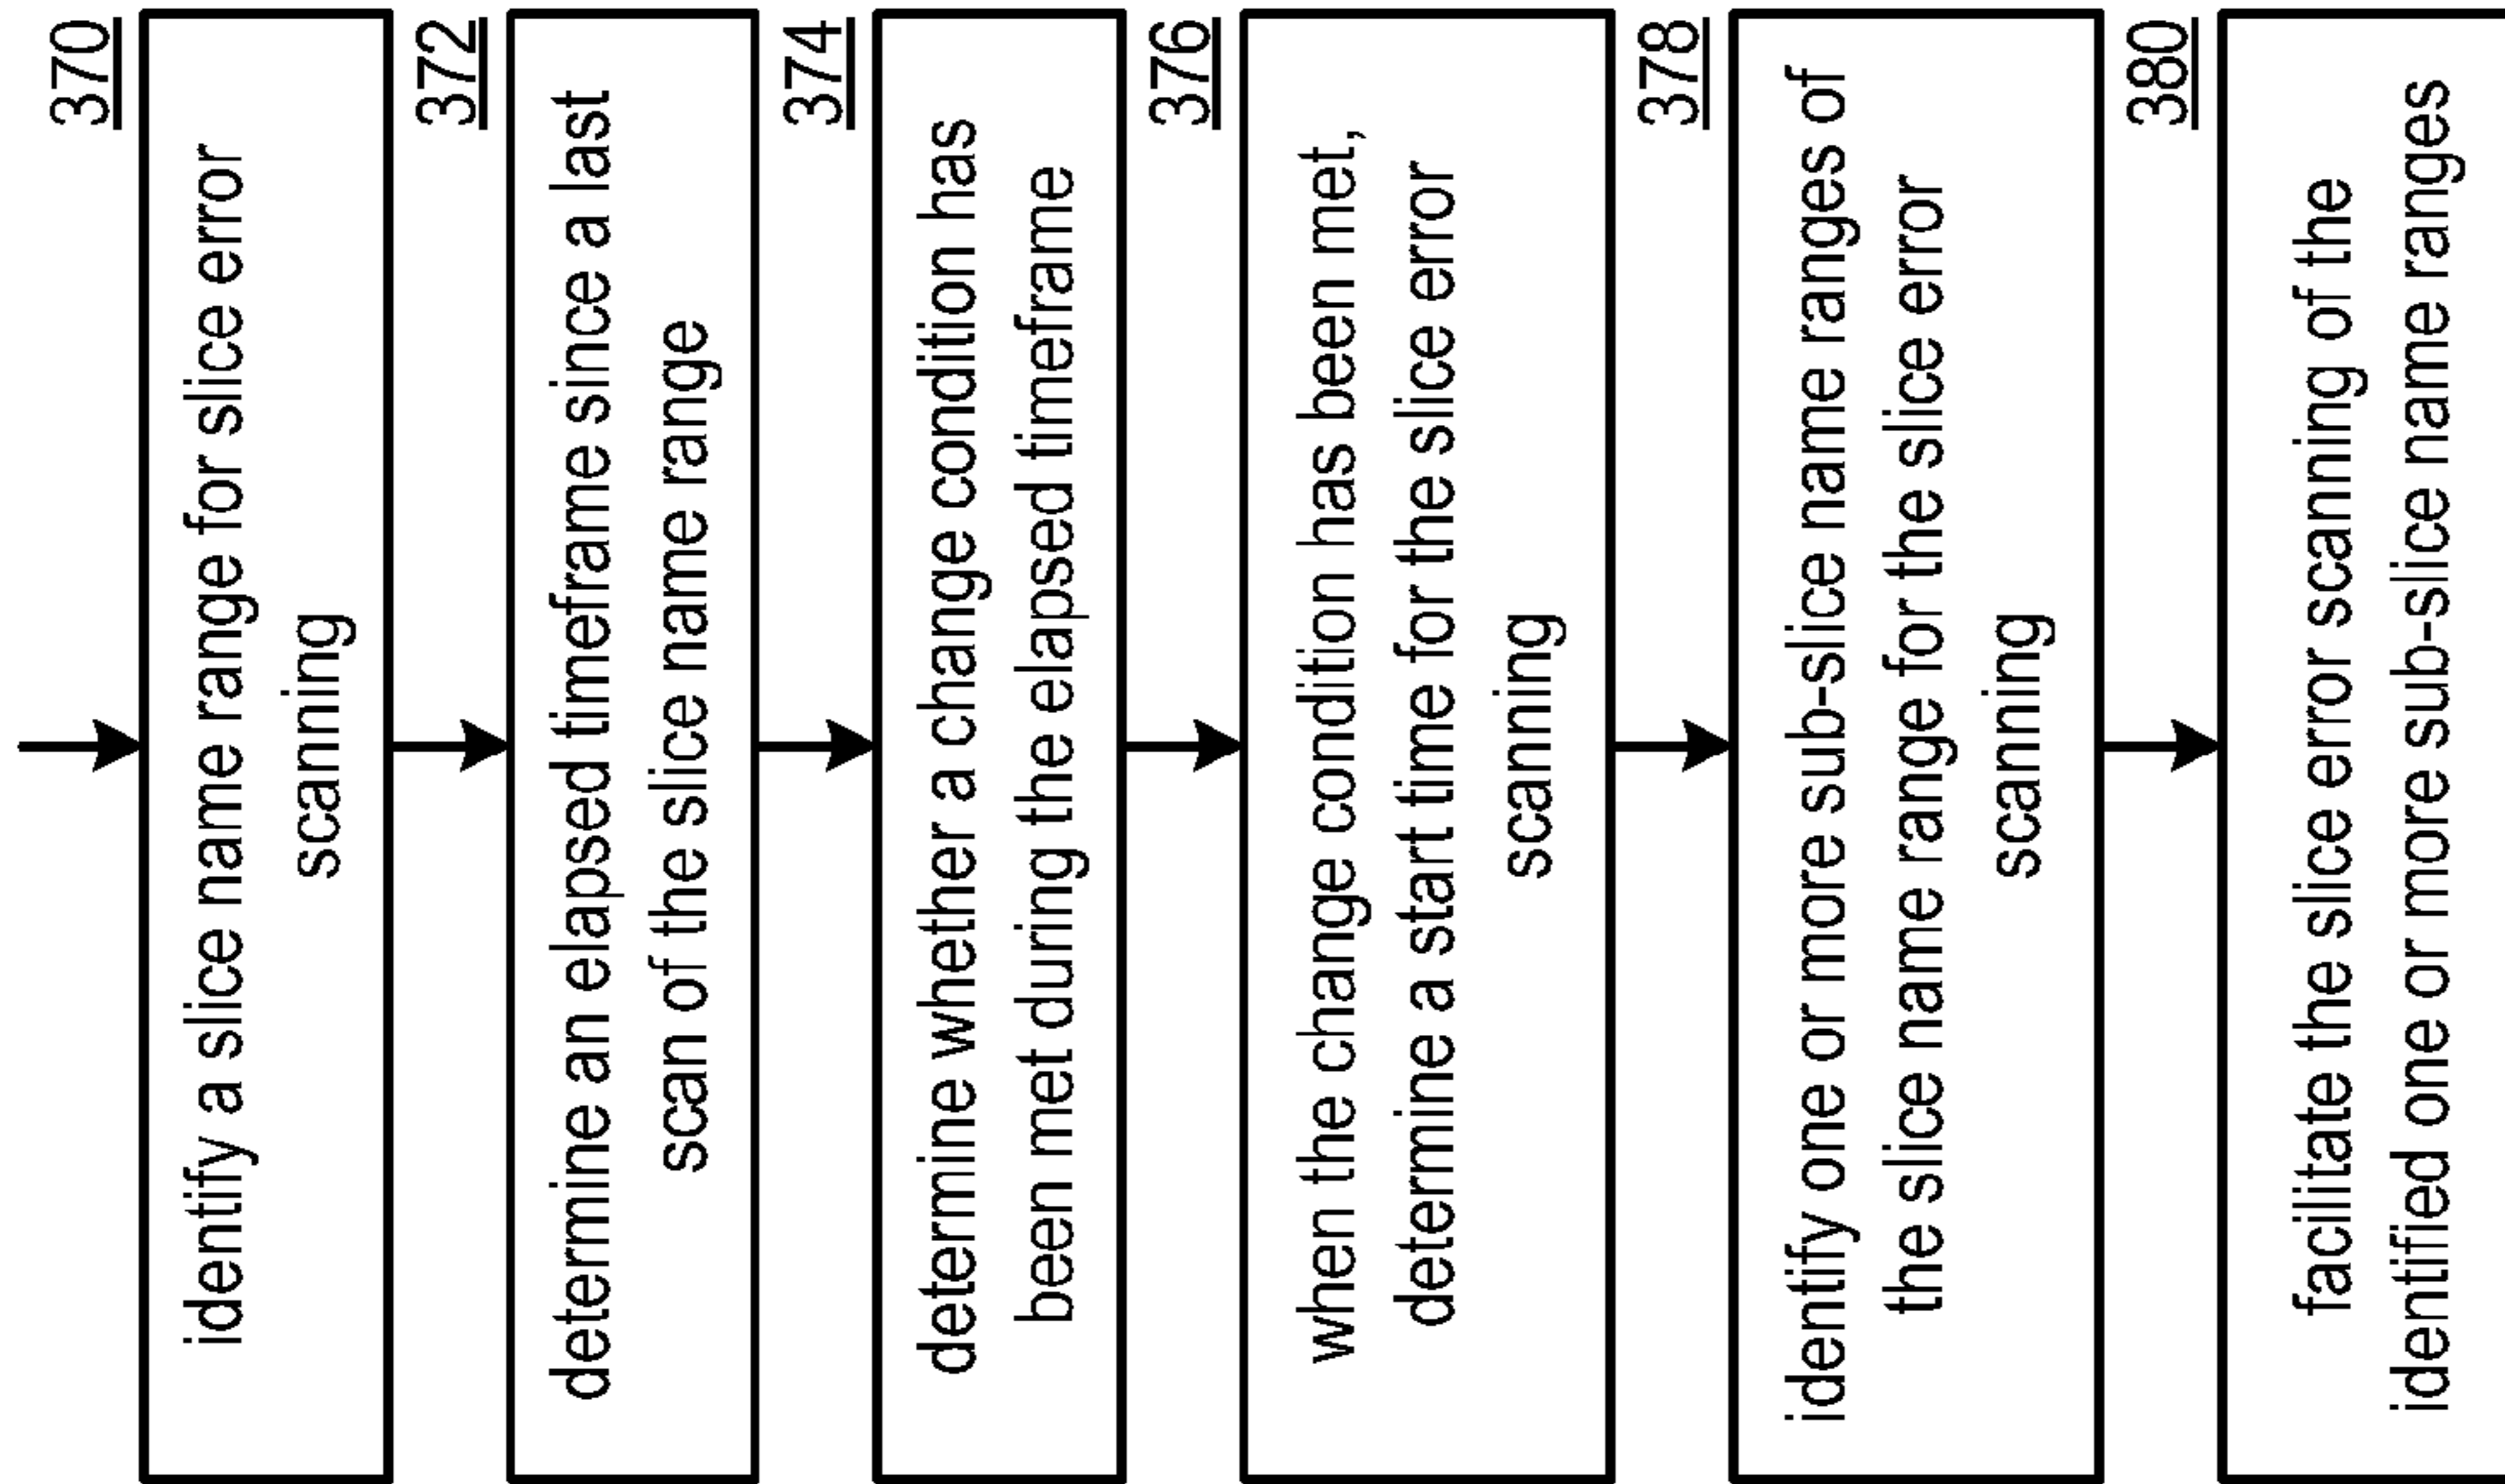 370
identify a slice name range for slice error
scanning
372
determine an elapsed timeframe since a last
scan of the slice name range
374
determine whether a change condition has
been met during the elapsed timeframe
376
when the change condition has been met,
determine a start time for the slice error
scanning
378
identify one or more sub-slice name ranges of
the slice name range for the slice error
scanning
380
facilitate the slice error scanning of the
identified one or more sub-slice name ranges